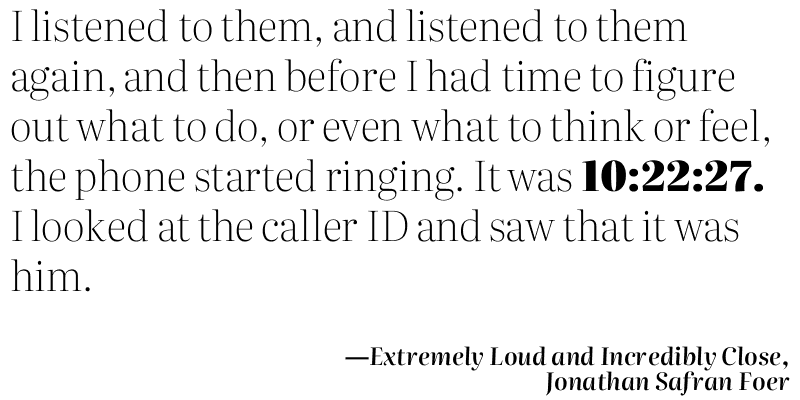 I listened to them, and listened to them
again, and then before I had time to figure
out what to do, or even what to think or feel,
the phone started ringing. It was 10:22:27.
I looked at the caller ID and saw that it was
him.
—Extremely Loud and Incredibly Close,
Jonathan Safran Foer